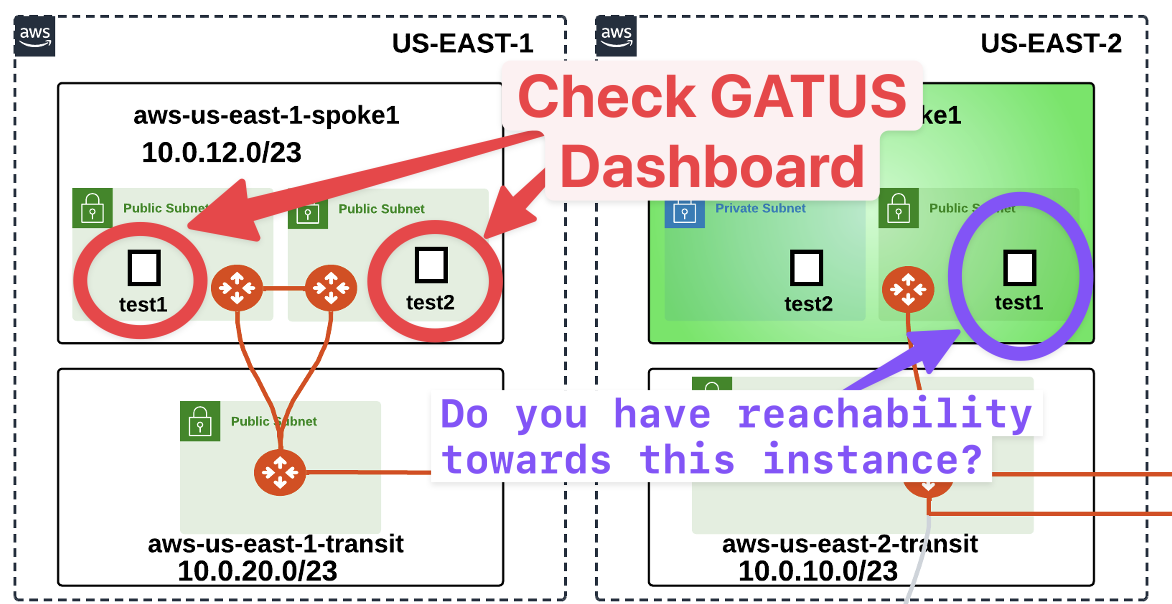 aws
US-EAST-1
aws
US-EAST-2
Check GATUS
Dashboard
aws-us-east-1-spoke1
10.0.12.0/23
ke1
Public Subnet
Public Subnet
Private Subnet
Public Subnet
test1
test2
test2
test1
Do you have reachability
towards this instance?
Public Subnet
aws-us-east-1-transit
10.0.20.0/23
aws-us-east-2-transit
10.0.10.0/23